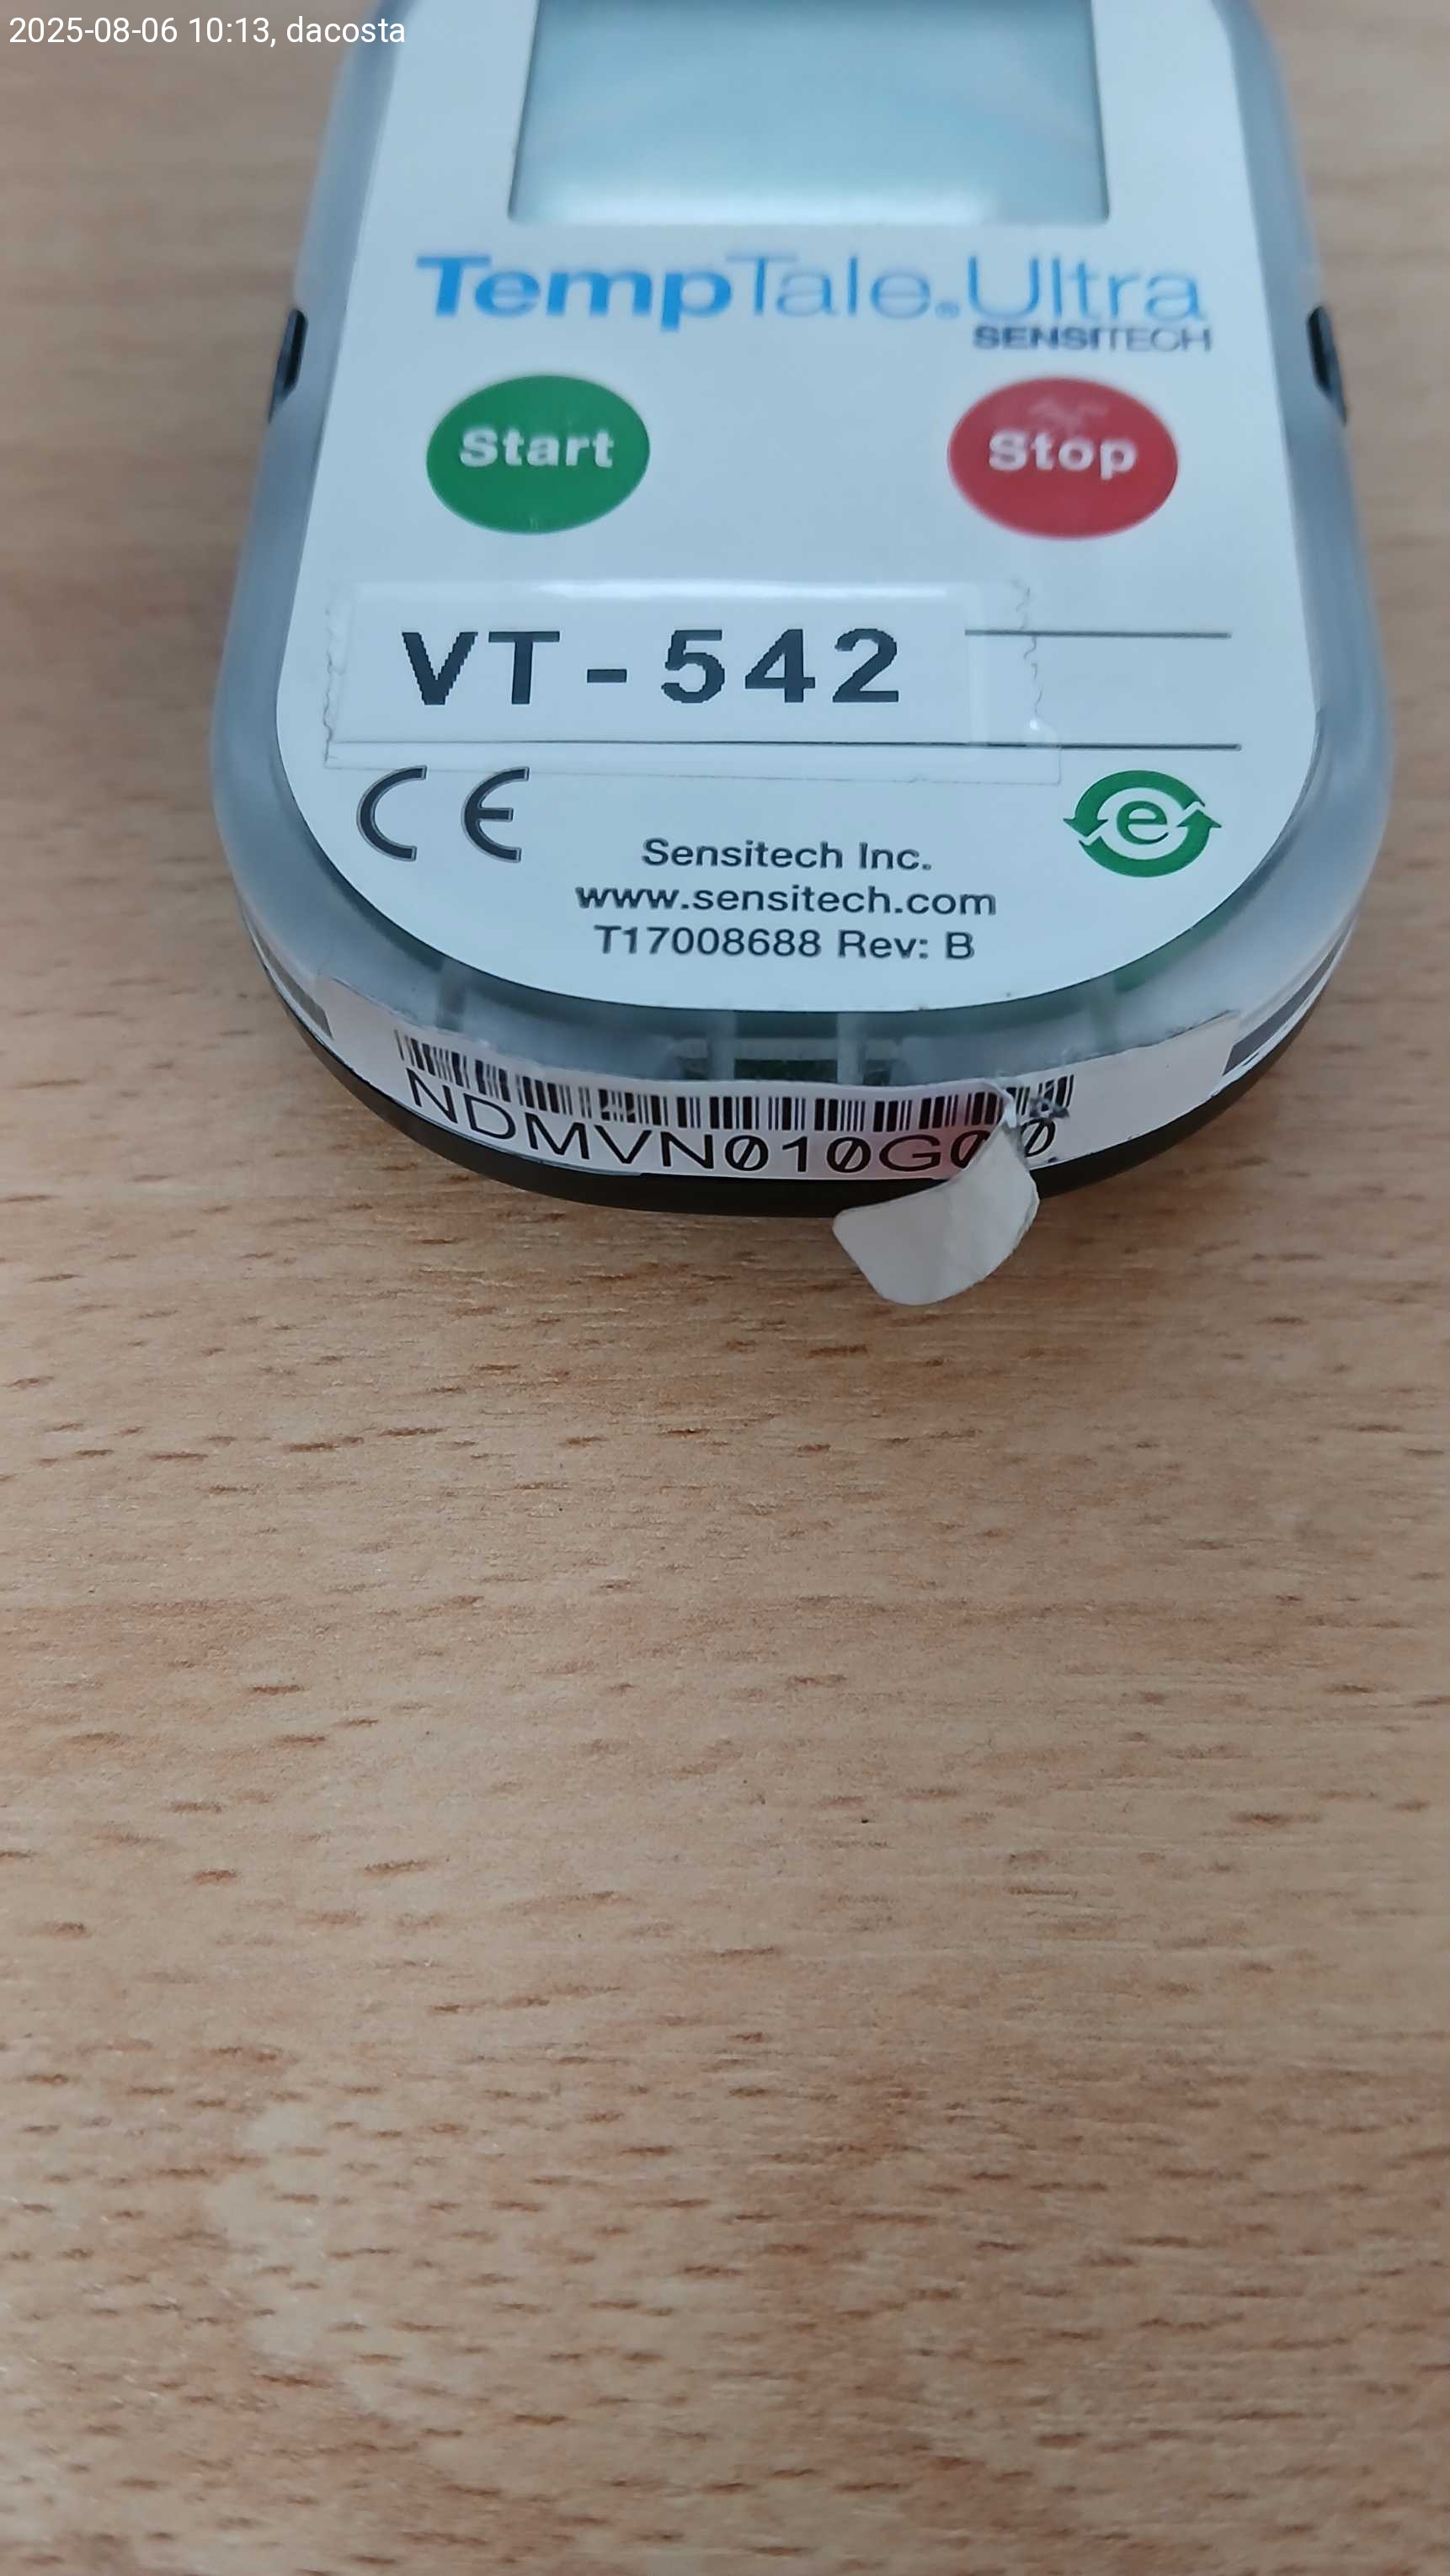 2025-08-06 10:13, dacosta
TempTale®Ultra
SENSITECH
Start
Stop
VT-542
CE
e
Sensitech Inc.
www.sensitech.com
T17008688 Rev: B